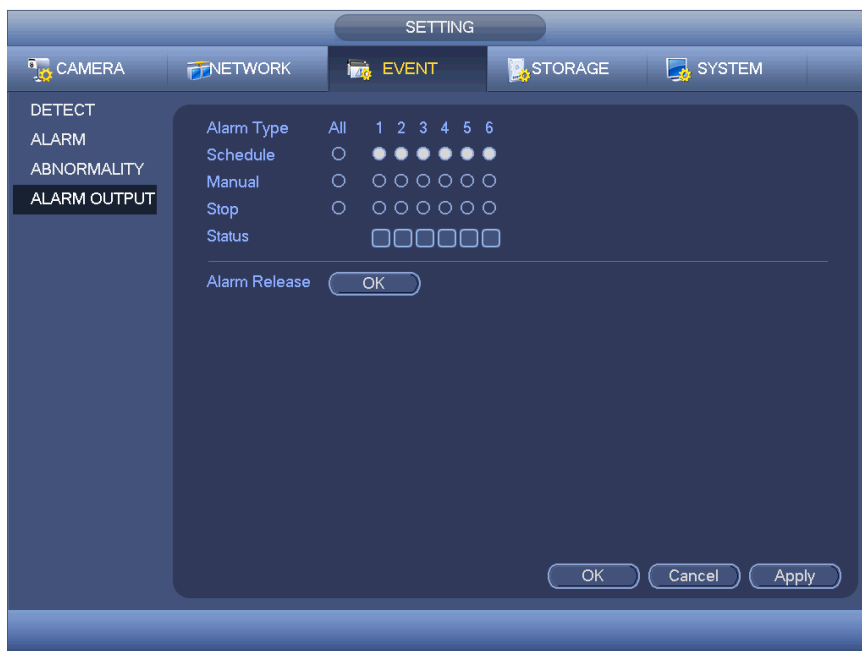 SETTING
CAMERA NETWORK EVENT STORAGE SYSTEM
DETECT
ALARM
ABNORMALITY
ALARM OUTPUT
Alarm Type All 1 2 3 4 5 6
Schedule
Manual
Stop
Status
Alarm Release OK
OK Cancel Apply